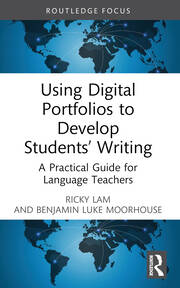 ROUTLEDGE FOCUS
Using Digital
Portfolios to
Develop
Students' Writing
A Practical Guide for
Language Teachers
RICKY LAM
AND BENJAMIN LUKE MOORHOUSE
Routledge